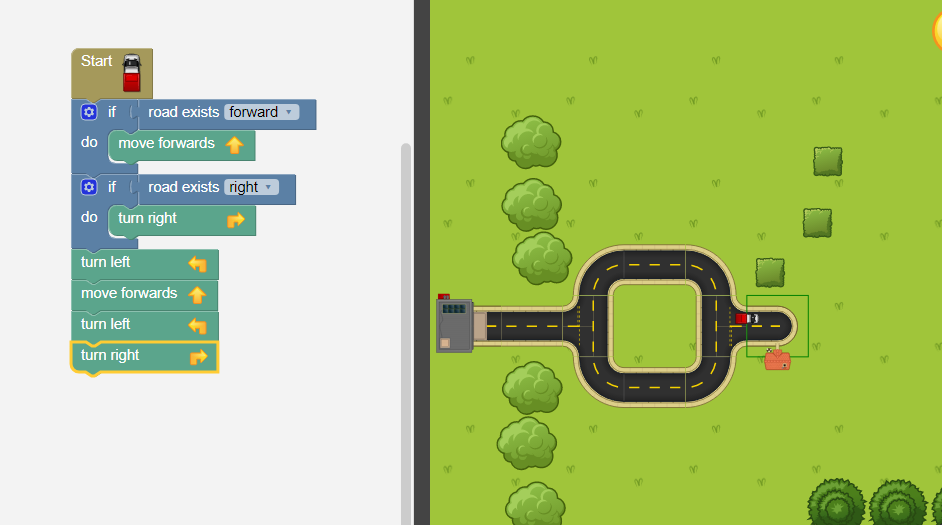 Start
if road exists forward
do move forwards
if road exists right
do turn right
turn left
move forwards
turn left
turn right